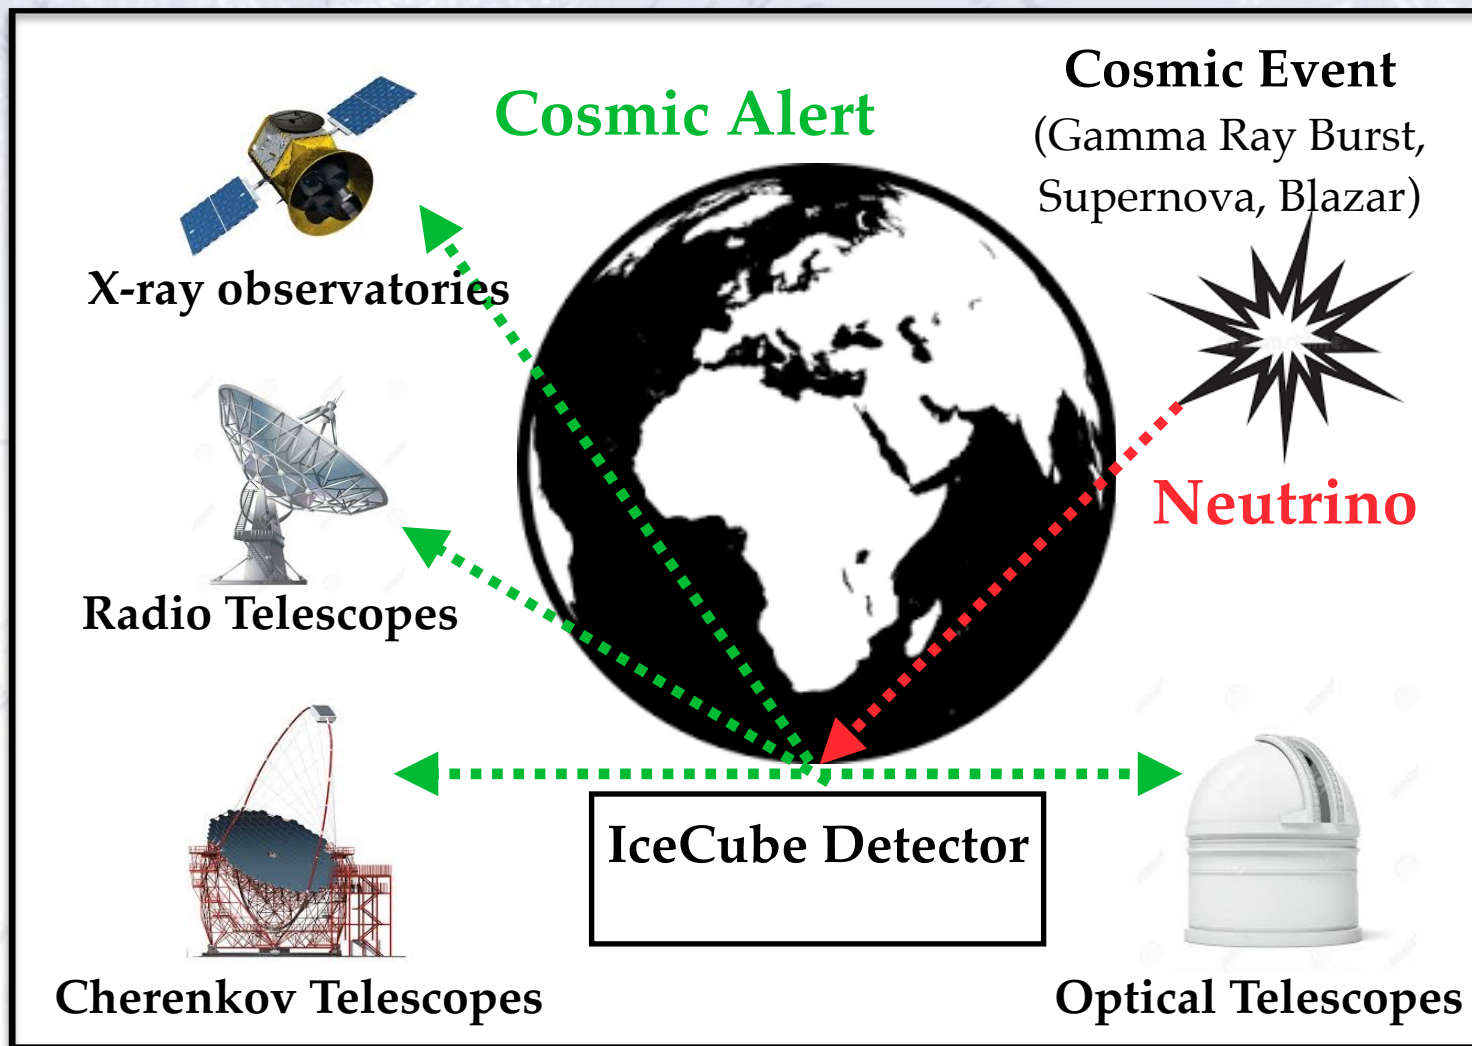 Cosmic Event
(Gamma Ray Burst,
Supernova, Blazar)
Cosmic Alert
X-ray observatories
Neutrino
Radio Telescopes
IceCube Detector
Cherenkov Telescopes
Optical Telescopes